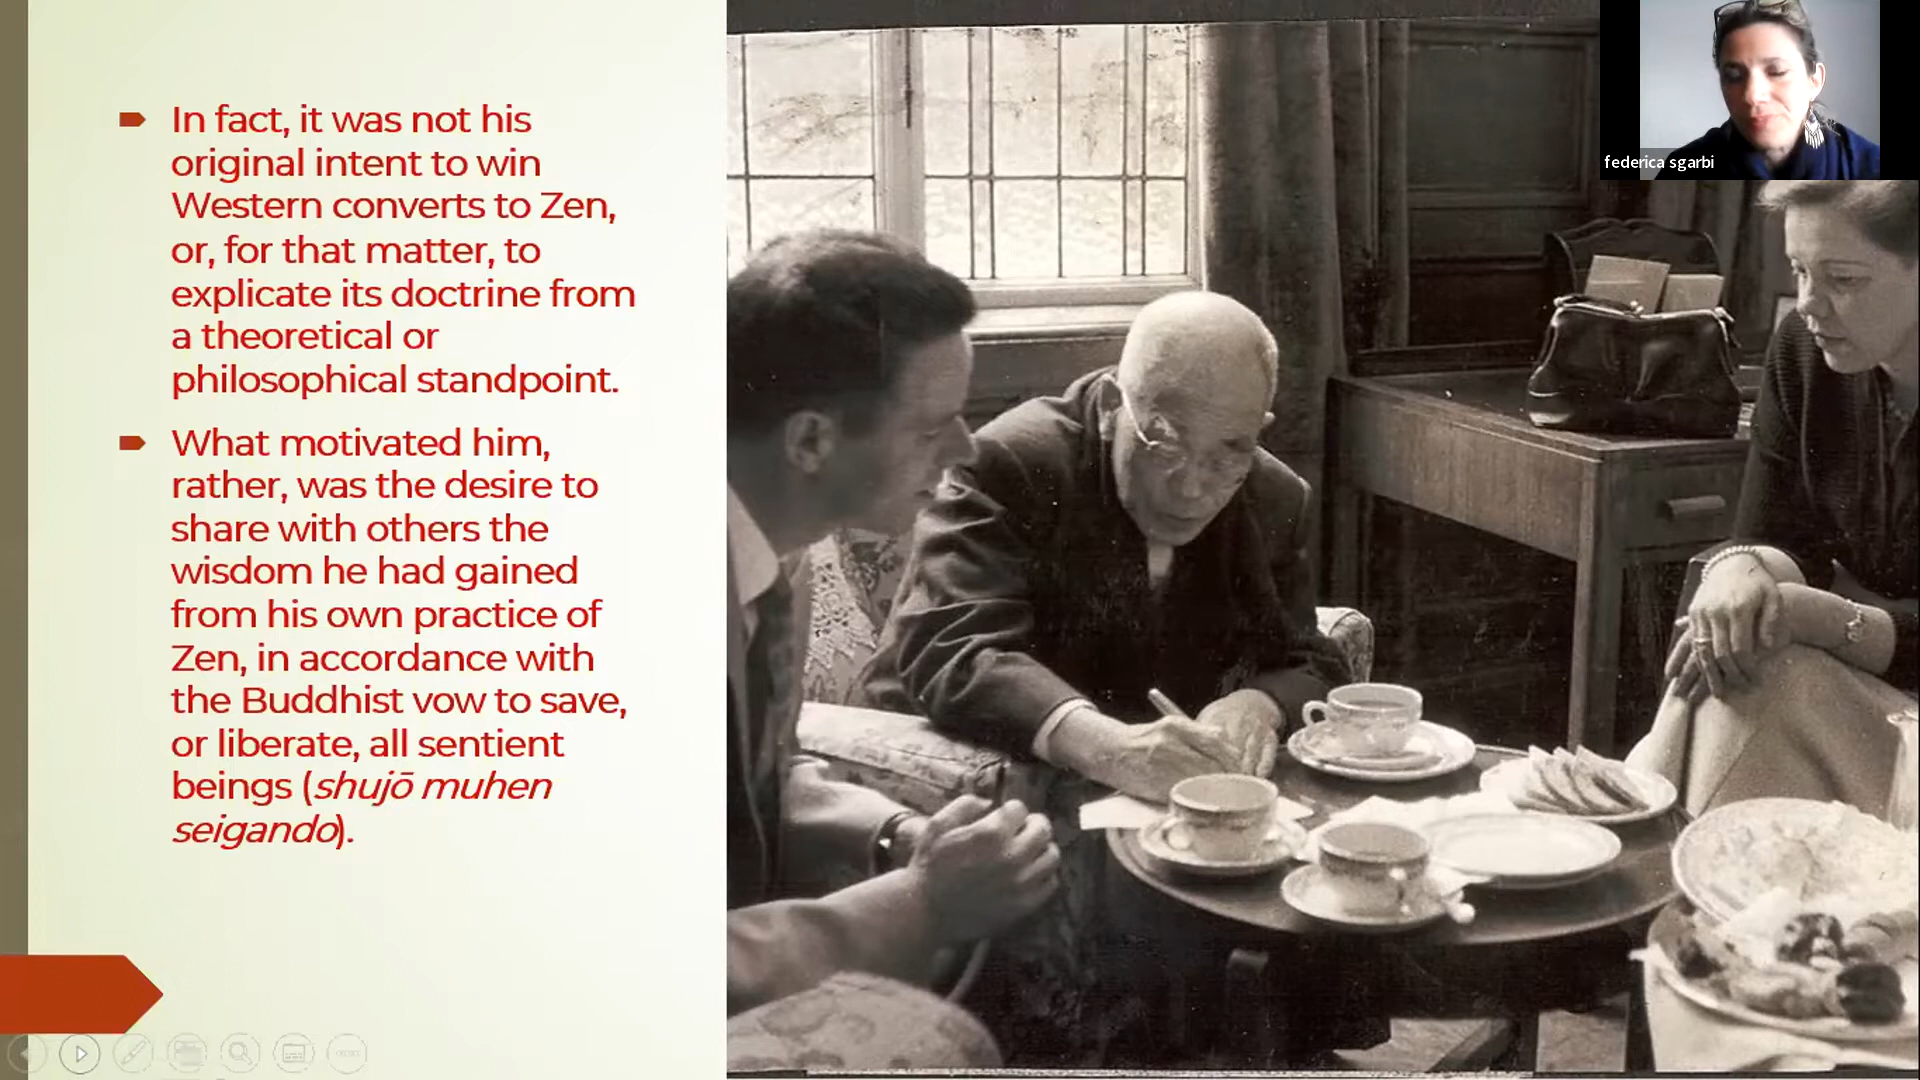 In fact, it was not his
original intent to win
Western converts to Zen,
or, for that matter, to
explicate its doctrine from
a theoretical or
philosophical standpoint.
What motivated him,
rather, was the desire to
share with others the
wisdom he had gained
from his own practice of
Zen, in accordance with
the Buddhist vow to save,
or liberate, all sentient
beings (shujō muhen
seigando).
federica sgarbi